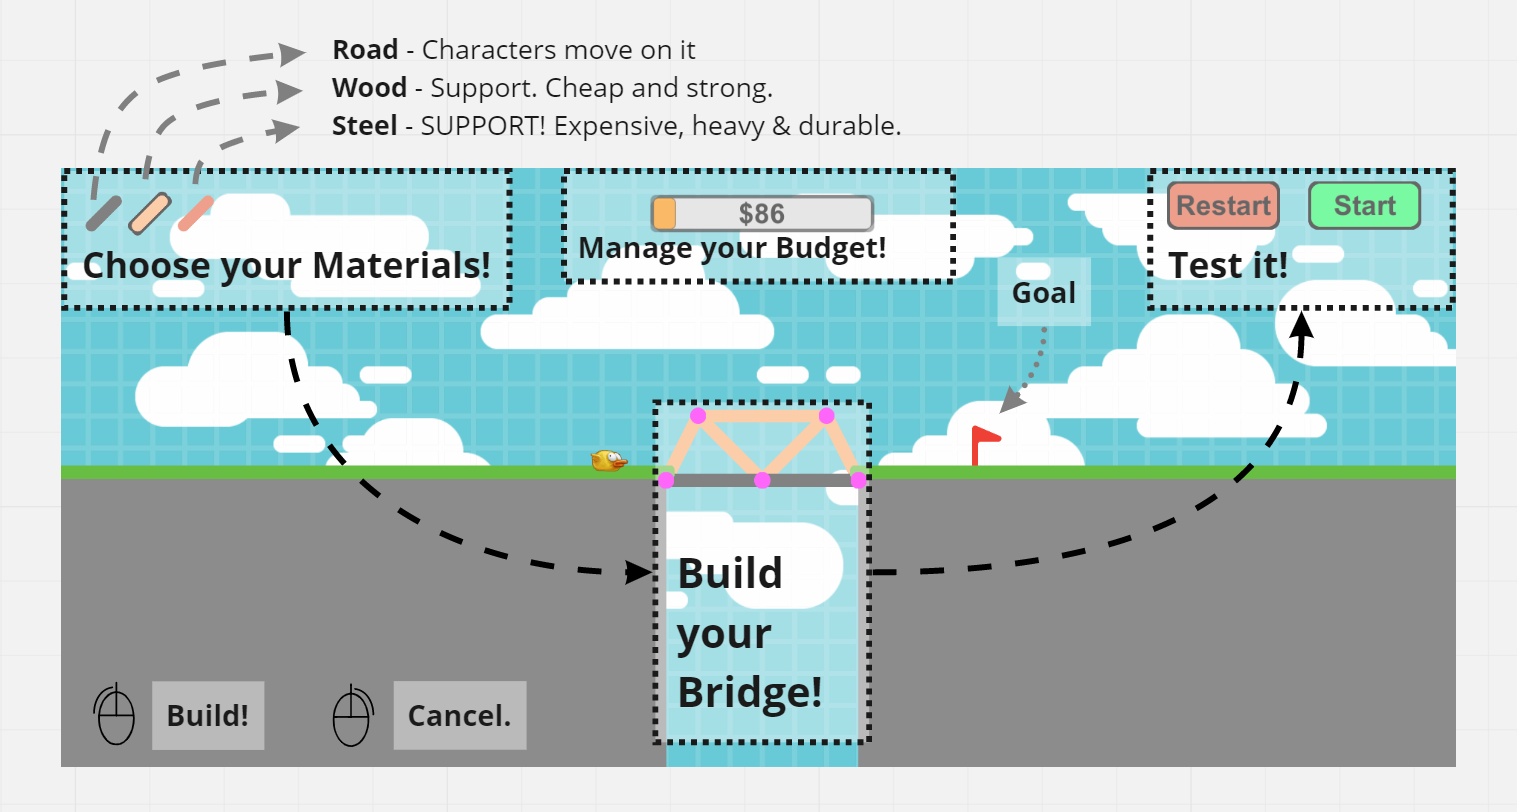 Road - Characters move on it
Wood - Support. Cheap and strong.
Steel - SUPPORT! Expensive, heavy & durable.
Choose your Materials!
$86
Manage your Budget!
Restart
Start
Test it!
Goal
Build
your
Bridge!
Build!
Cancel.